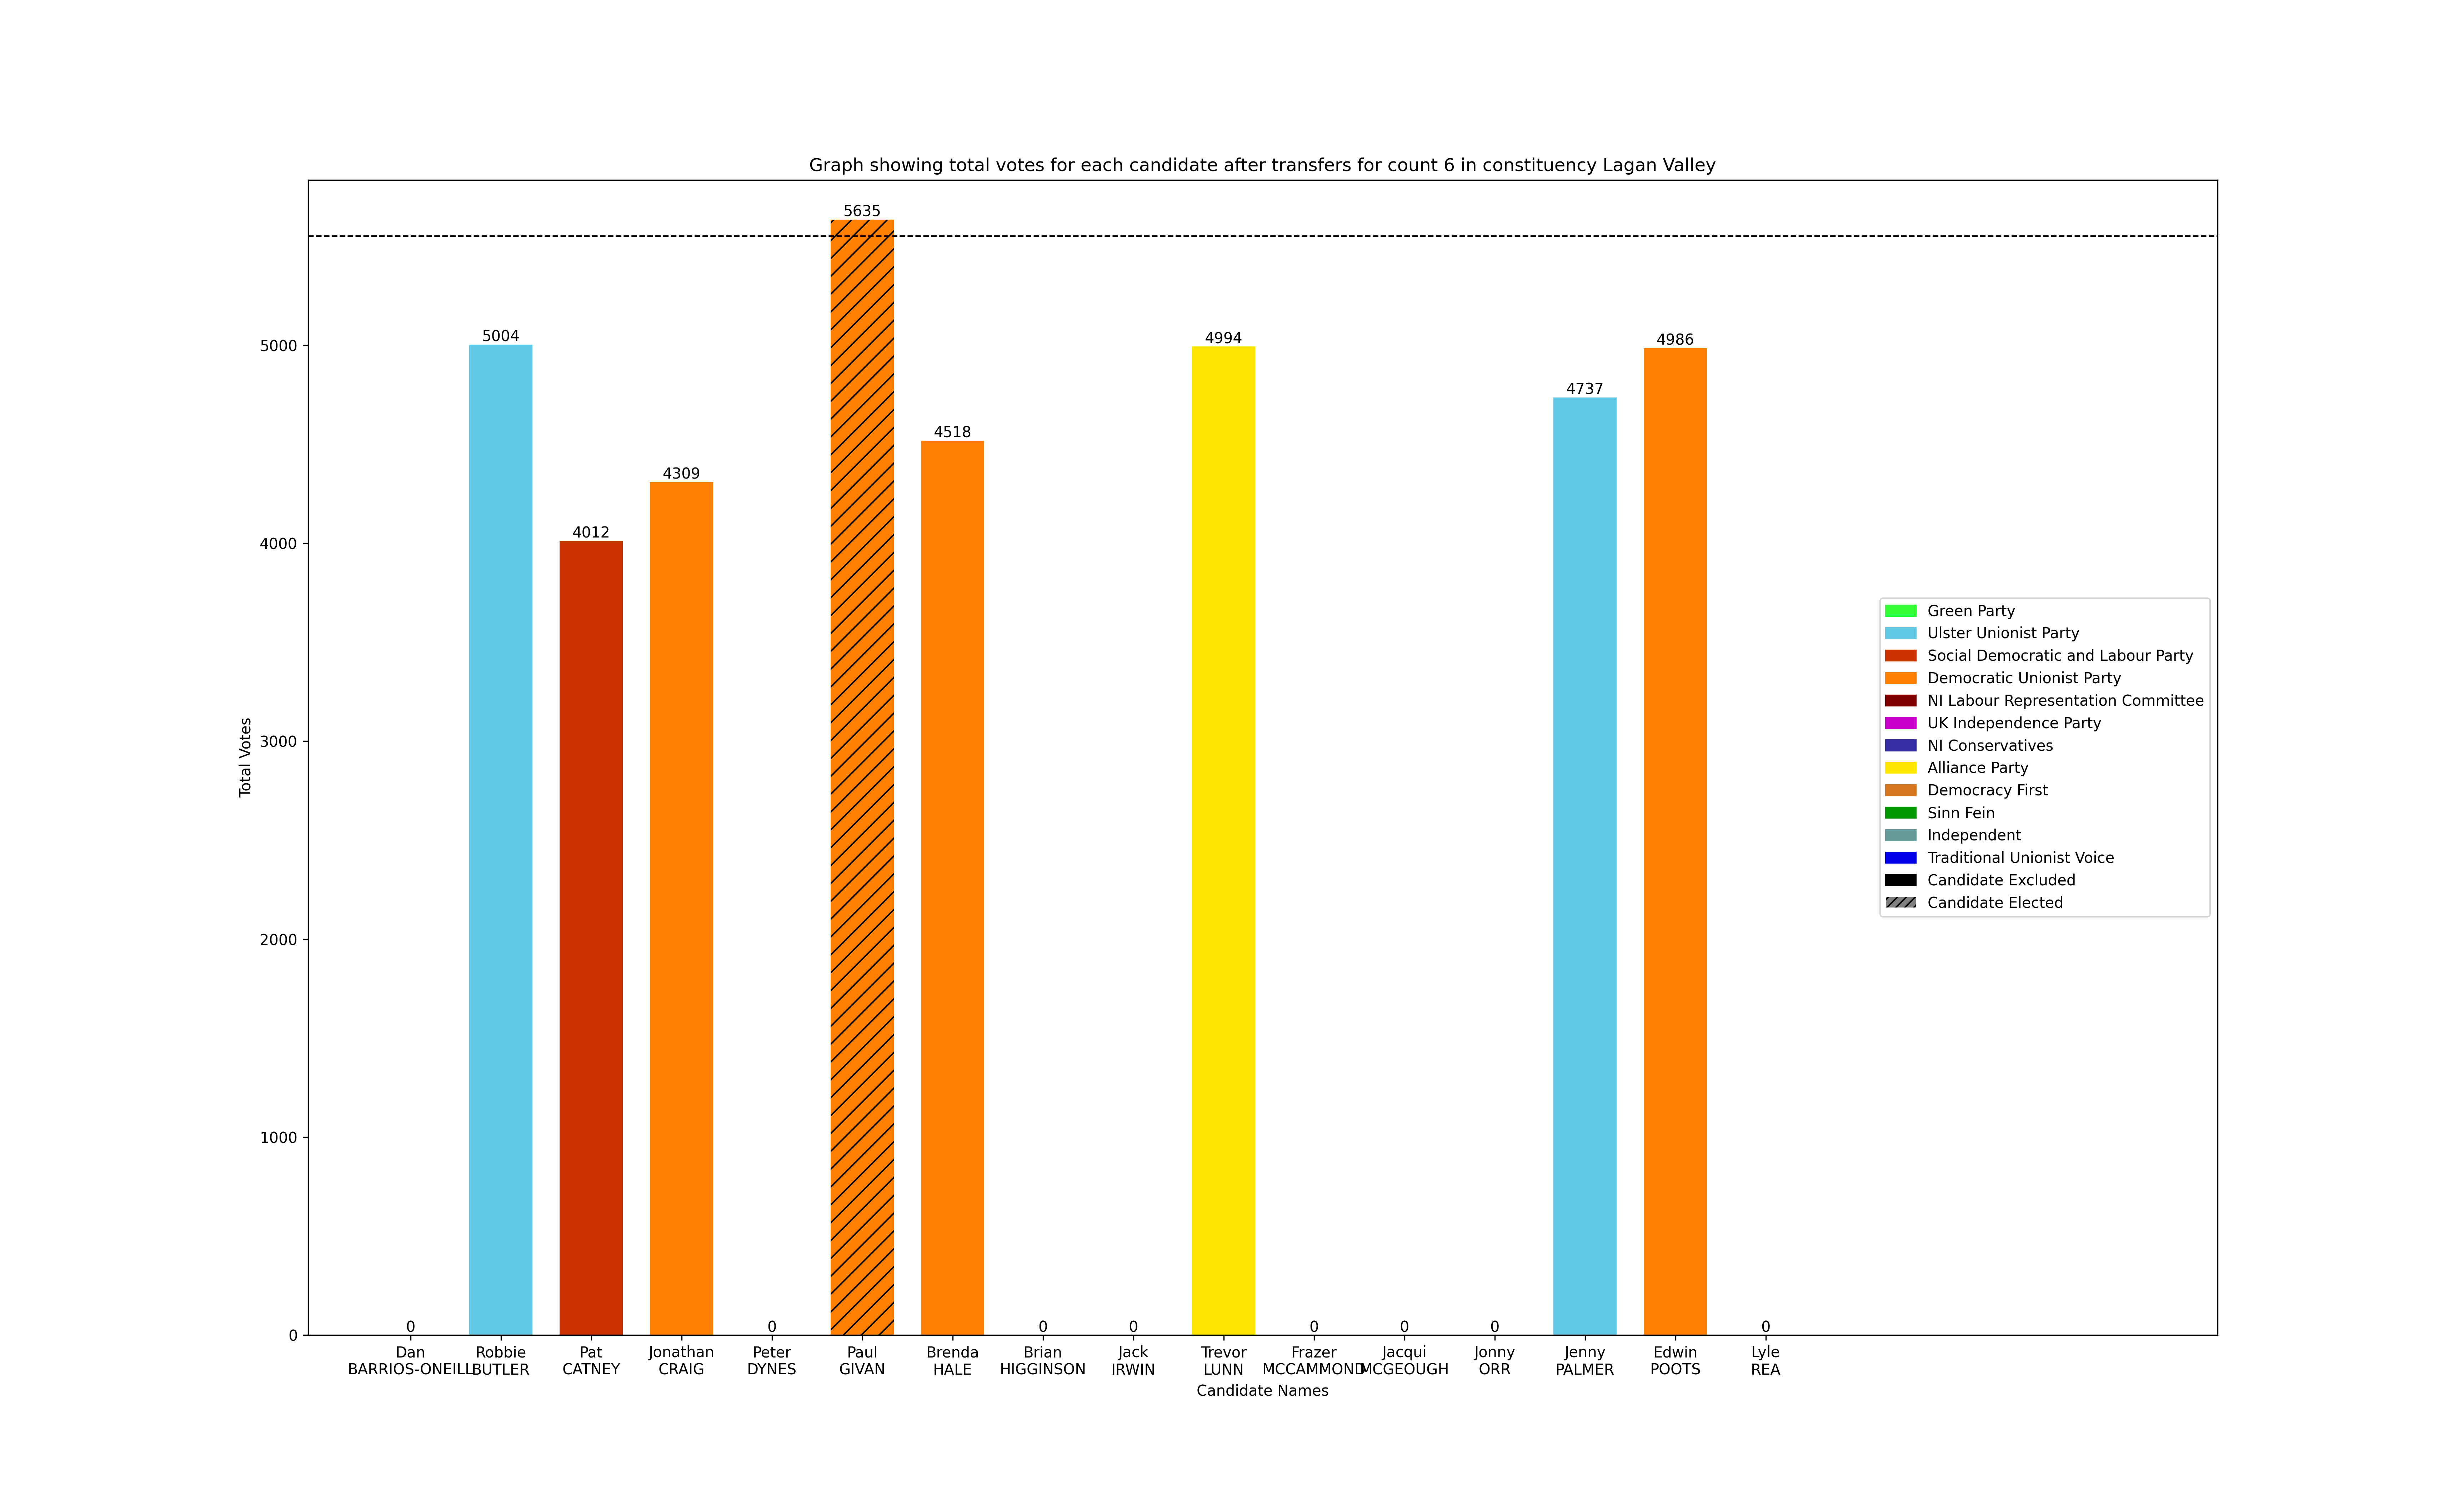 Graph showing total votes for each candidate after transfers for count 6 in constituency Lagan Valley
5635
5004
4994
4986
4737
4518
4309
4012
0
0
0
0
0
0
0
0
Total Votes
5000
4000
3000
2000
1000
0
Green Party
Ulster Unionist Party
Social Democratic and Labour Party
Democratic Unionist Party
NI Labour Representation Committee
UK Independence Party
NI Conservatives
Alliance Party
Democracy First
Sinn Fein
Independent
Traditional Unionist Voice
Candidate Excluded
Candidate Elected
Dan
BARRIOS-ONEILL
Robbie
BUTLER
Pat
CATNEY
Jonathan
CRAIG
Peter
DYNES
Paul
GIVAN
Brenda
HALE
Brian
HIGGINSON
Jack
IRWIN
Trevor
LUNN
Frazer
MCCAMMOND
Jacqui
MCGEOUGH
Jonny
ORR
Jenny
PALMER
Edwin
POOTS
Lyle
REA
Candidate Names